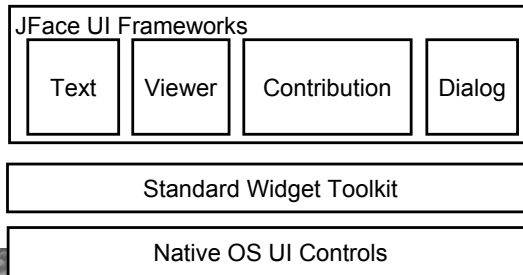 JFace UI Frameworks
Text Viewer Contribution Dialog
Standard Widget Toolkit
Native OS UI Controls